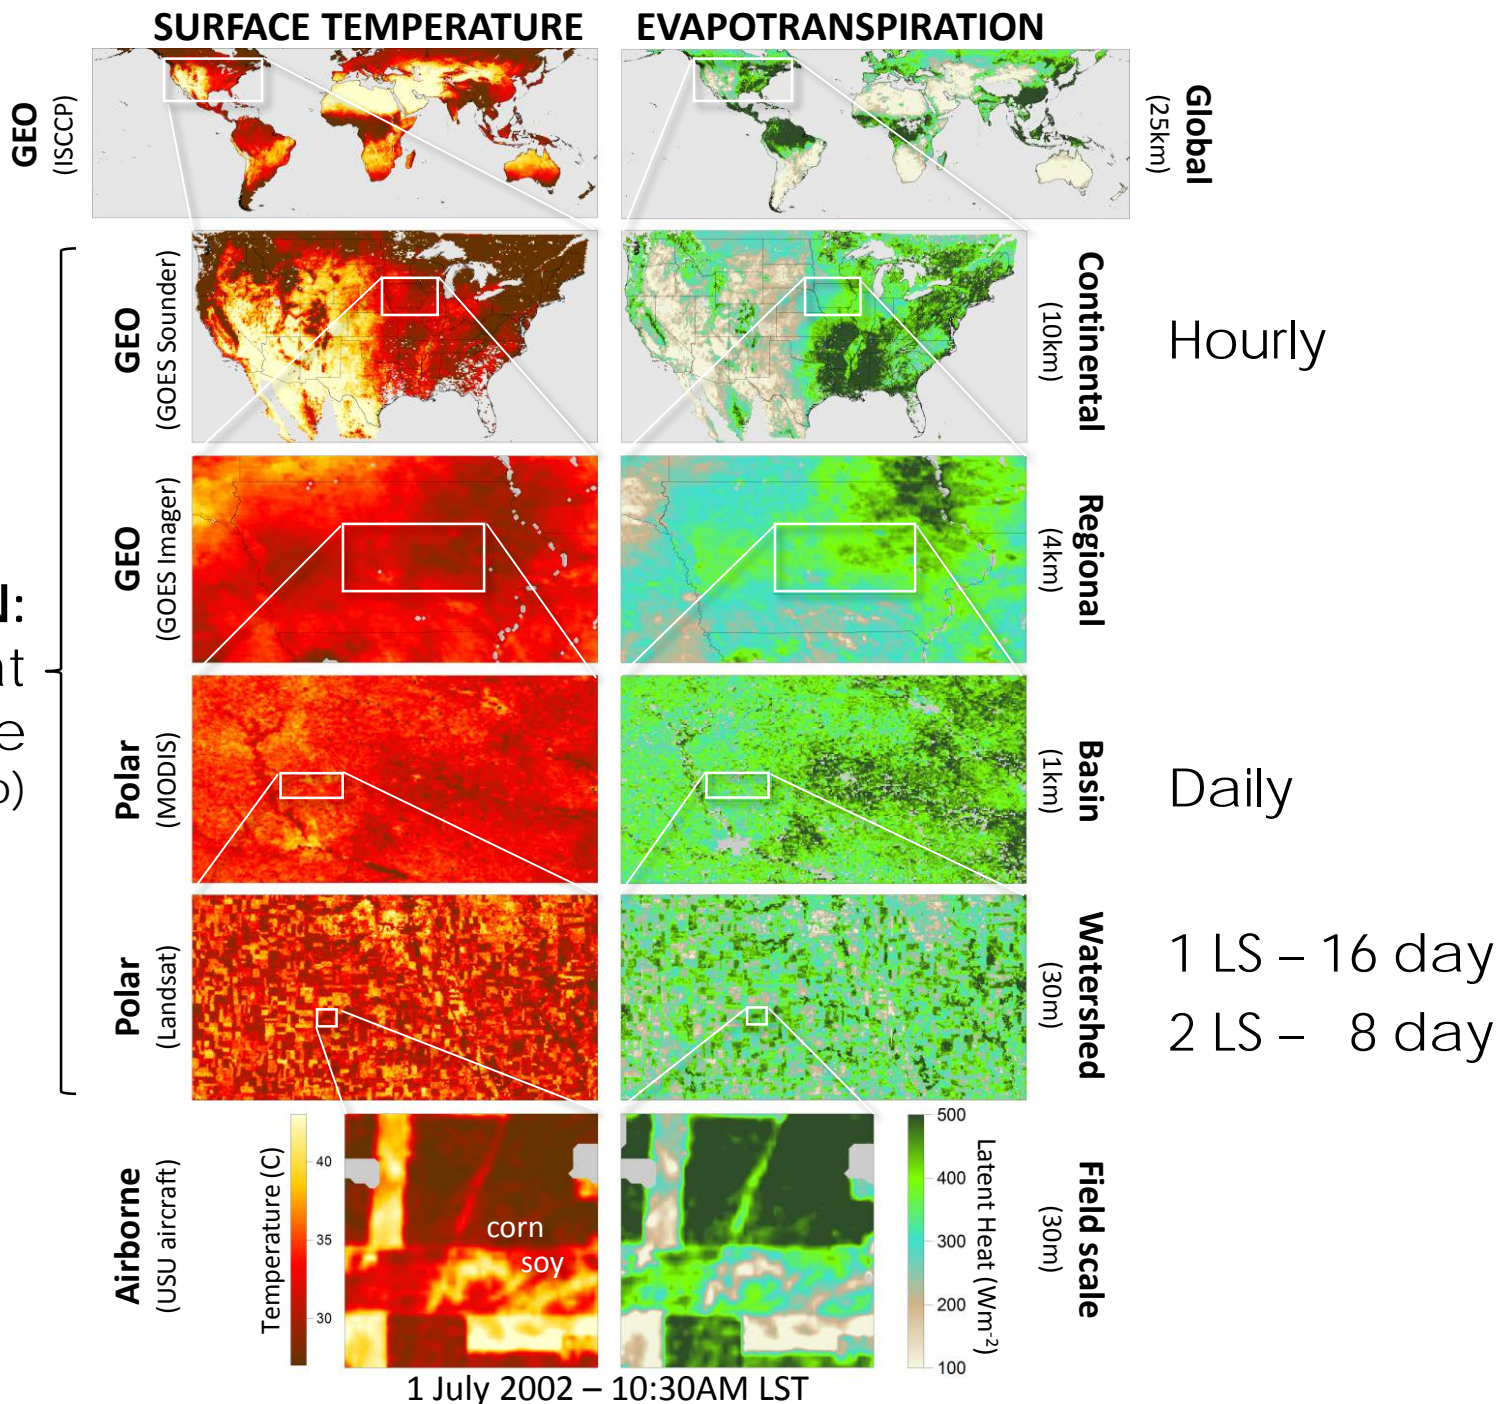 SURFACE TEMPERATURE
EVAPOTRANSPIRATION
GEO
(ISCCP)
Global
(25km)
GEO
(GOES Sounder)
Continental
(10km)
Hourly
GEO
(GOES Imager)
Regional
(4km)
Polar
(MODIS)
Basin
(1km)
Daily
Polar
(Landsat)
Watershed
(30m)
1 LS – 16 day
2 LS – 8 day
Airborne
(USU aircraft)
Temperature (C)
40
35
30
corn
soy
500
400
300
200
100
Latent Heat (Wm-2)
Field scale
(30m)
1 July 2002 – 10:30AM LST